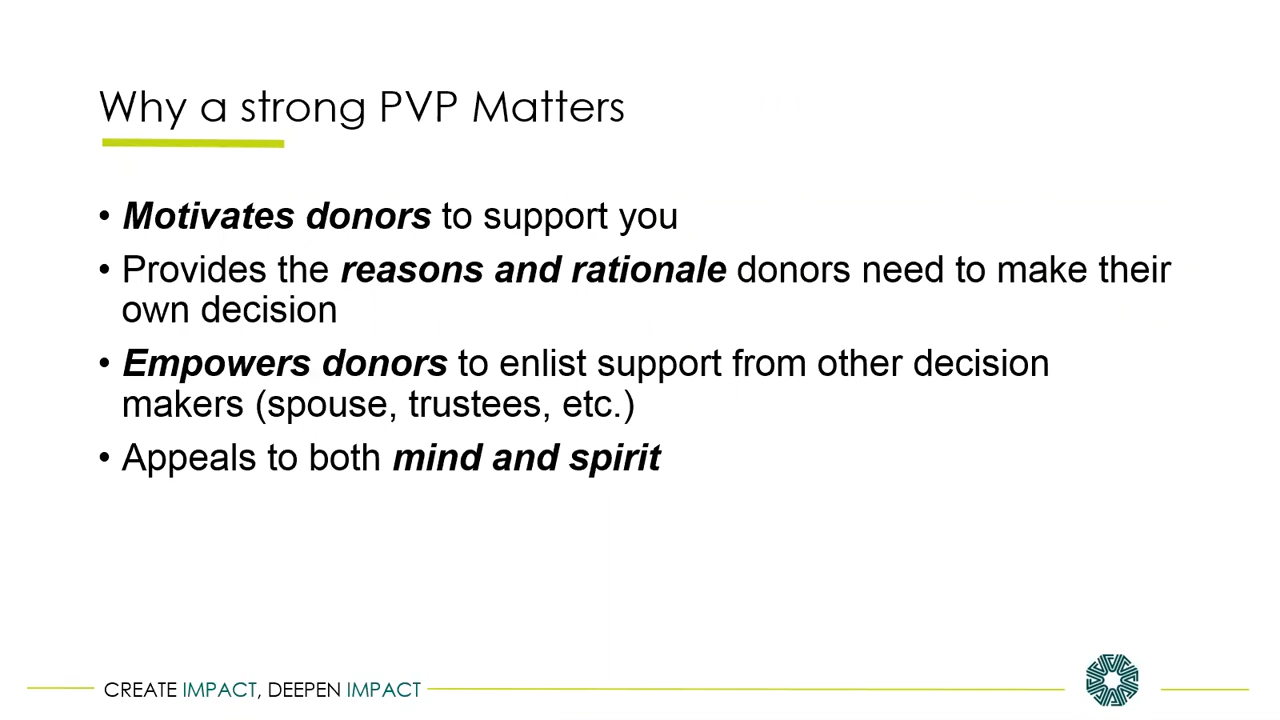 Why a strong PVP Matters
• Motivates donors to support you
• Provides the reasons and rationale donors need to make their
own decision
• Empowers donors to enlist support from other decision
makers (spouse, trustees, etc.)
• Appeals to both mind and spirit
CREATE IMPACT, DEEPEN IMPACT